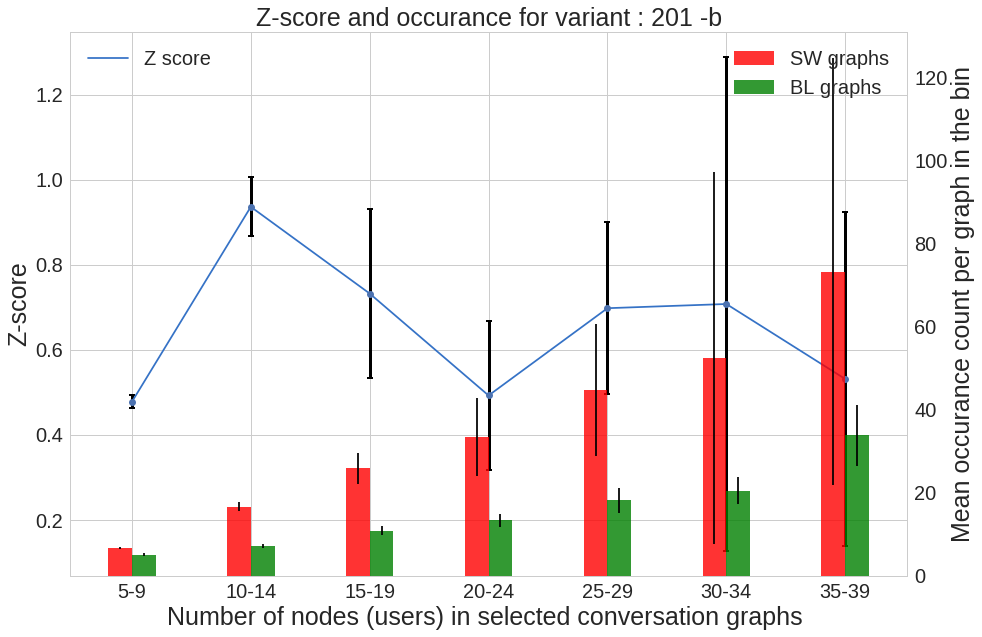 Z-score and occurance for variant : 201 -b
Z score
SW graphs
BL graphs
1.2
1.0
0.8
0.6
0.4
0.2
Z-score
120
100
80
60
40
20
0
Mean occurance count per graph in the bin
5-9 10-14 15-19 20-24 25-29 30-34 35-39
Number of nodes (users) in selected conversation graphs